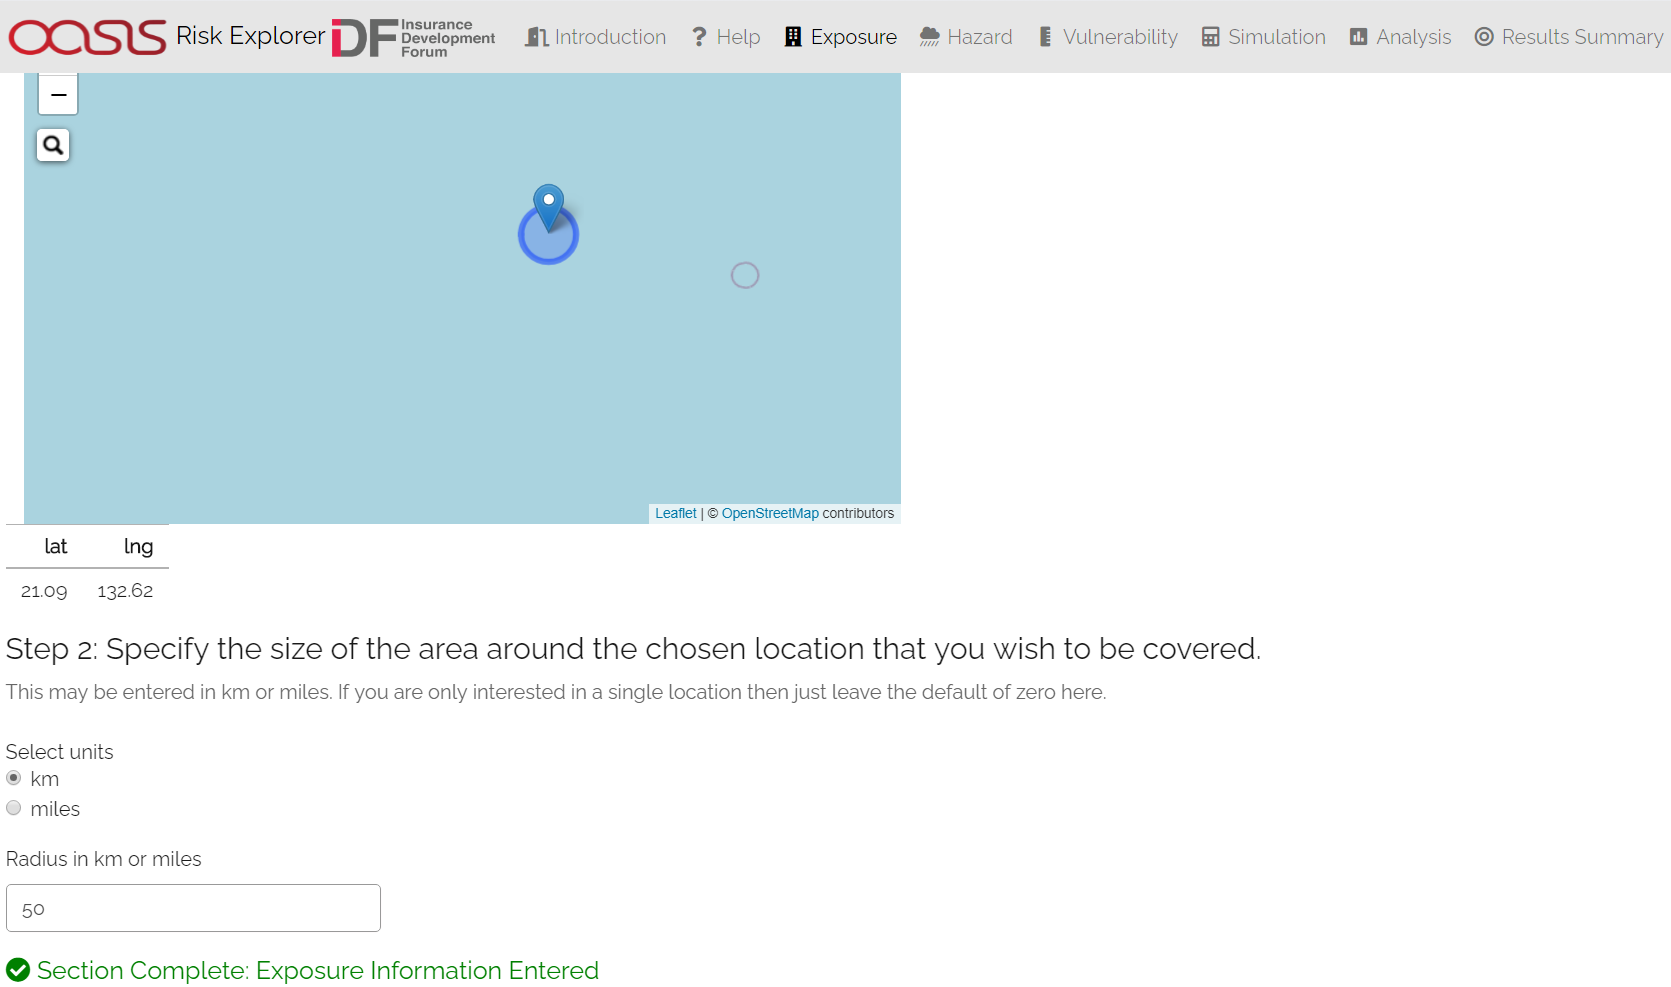 OASIS Risk Explorer IDF Insurance Development Forum Introduction ? Help Exposure Hazard Vulnerability Simulation Analysis Results Summary
−
Leaflet | © OpenStreetMap contributors
lat lng
21.09 132.62
Step 2: Specify the size of the area around the chosen location that you wish to be covered.
This may be entered in km or miles. If you are only interested in a single location then just leave the default of zero here.
Select units
km
miles
Radius in km or miles
50
Section Complete: Exposure Information Entered